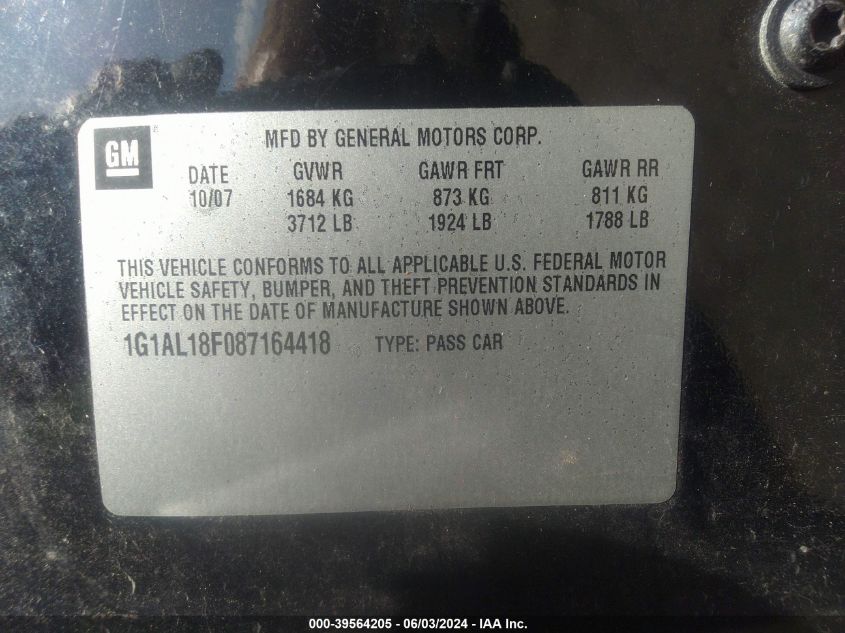 GM
MFD BY GENERAL MOTORS CORP.
DATE GVWR GAWR FRT GAWR RR
10/07 1684 KG 873 KG 811 KG
3712 LB 1924 LB 1788 LB
THIS VEHICLE CONFORMS TO ALL APPLICABLE U.S. FEDERAL MOTOR
VEHICLE SAFETY, BUMPER, AND THEFT PREVENTION STANDARDS IN
EFFECT ON THE DATE OF MANUFACTURE SHOWN ABOVE.
1G1AL18F087164418 TYPE: PASS CAR
000-39564205 - 06/03/2024 - IAA Inc.